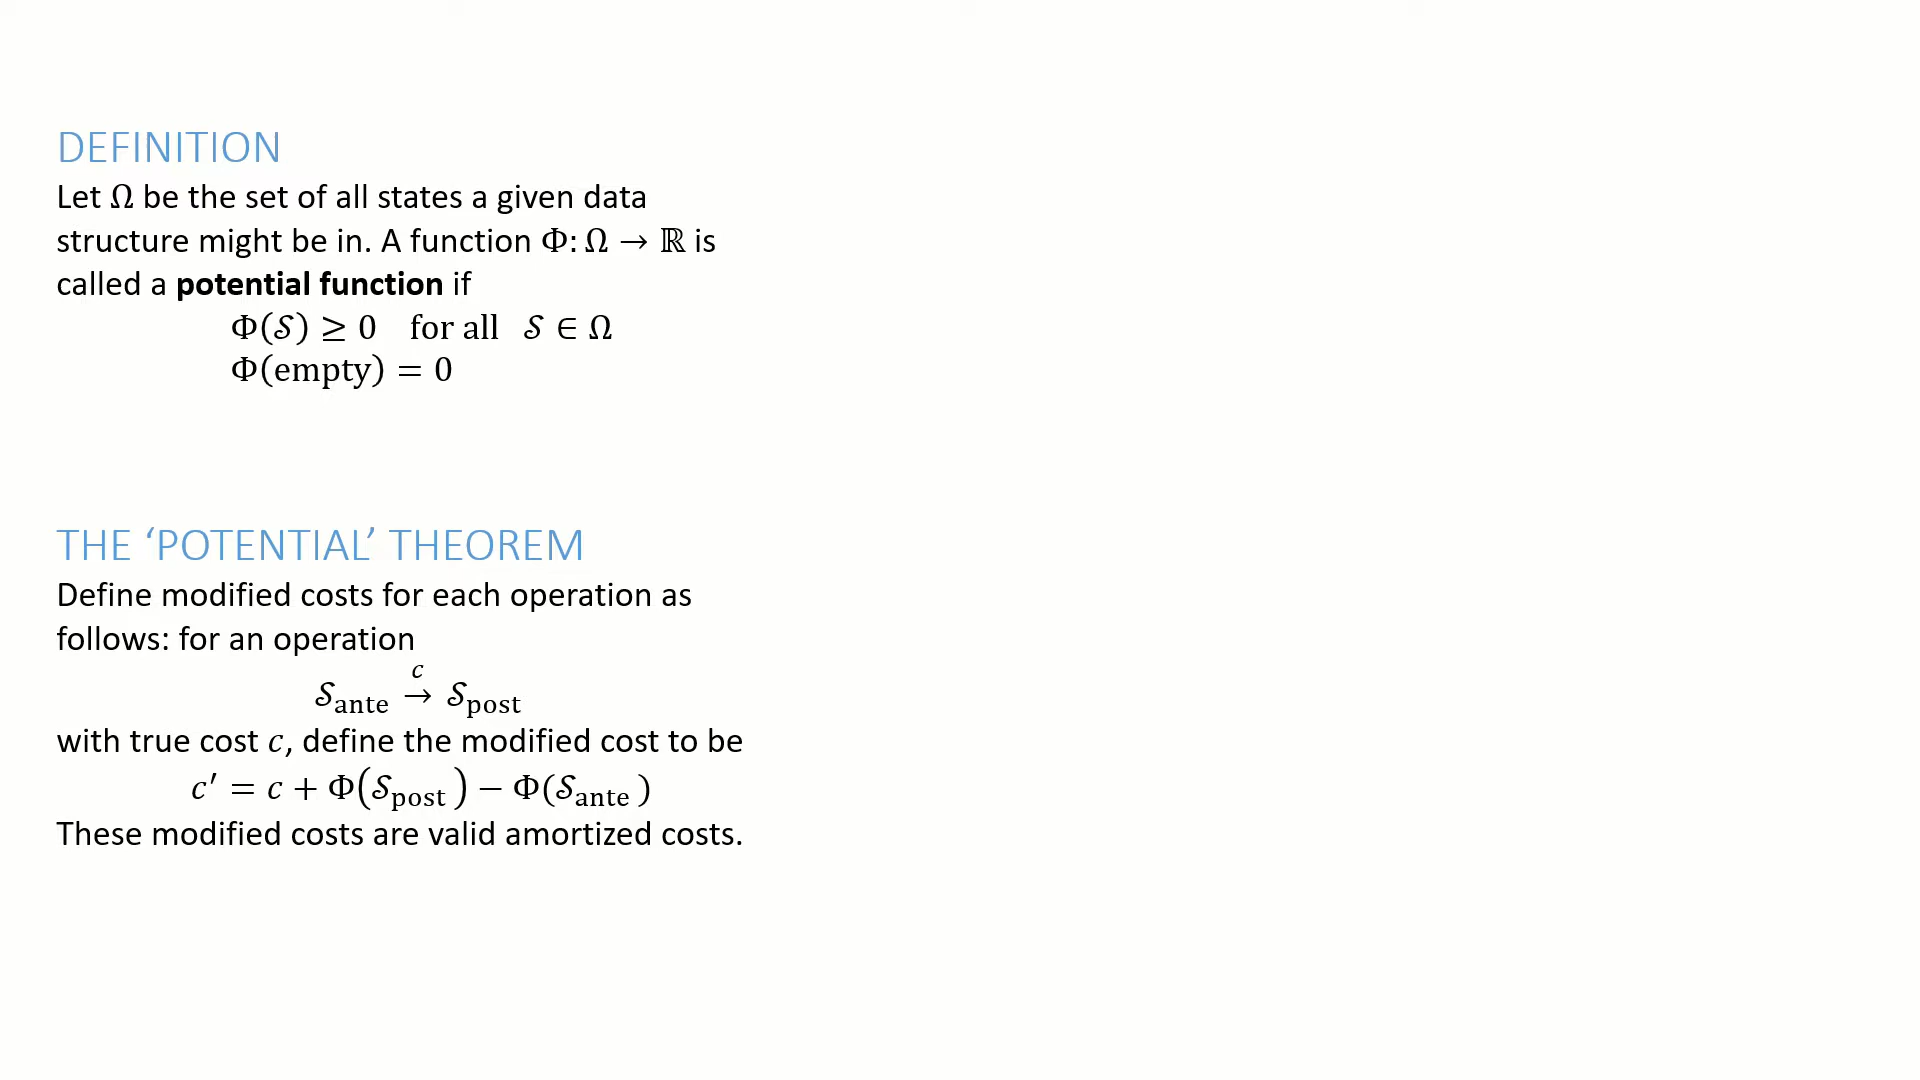 DEFINITION
Let Ω be the set of all states a given data
structure might be in. A function Φ: Ω → ℝ is
called a potential function if
Φ(𝒮) ≥ 0 for all 𝒮 ∈ Ω
Φ(empty) = 0
THE ‘POTENTIAL’ THEOREM
Define modified costs for each operation as
follows: for an operation
𝒮ante →^c 𝒮post
with true cost c, define the modified cost to be
c′ = c + Φ(𝒮post) − Φ(𝒮ante)
These modified costs are valid amortized costs.